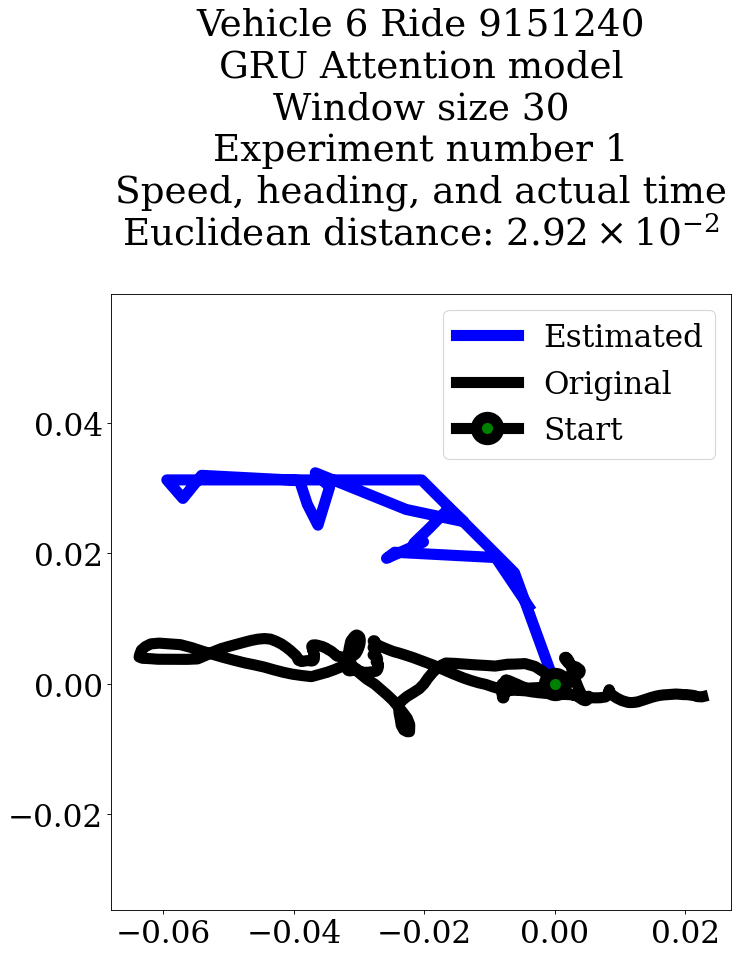 Vehicle 6 Ride 9151240
GRU Attention model
Window size 30
Experiment number 1
Speed, heading, and actual time
Euclidean distance: 2.92 × 10⁻²
Estimated
Original
Start
0.04
0.02
0.00
−0.02
−0.06 −0.04 −0.02 0.00 0.02